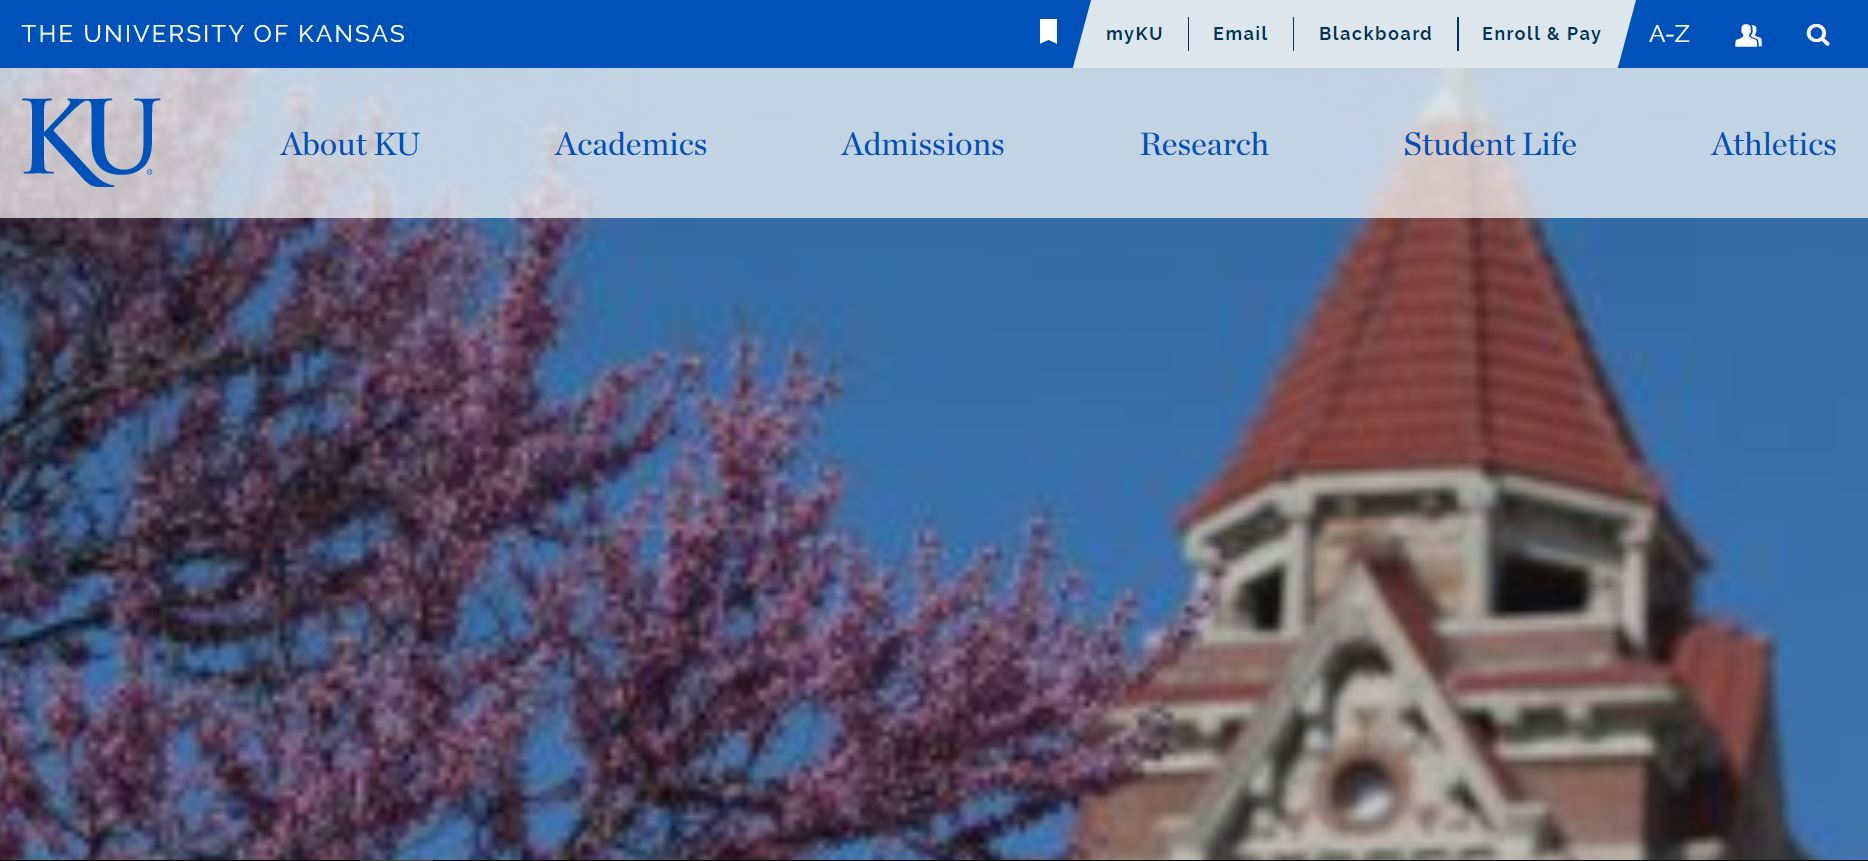 THE UNIVERSITY OF KANSAS
myKU Email Blackboard Enroll & Pay A-Z
KU®
About KU Academics Admissions Research Student Life Athletics